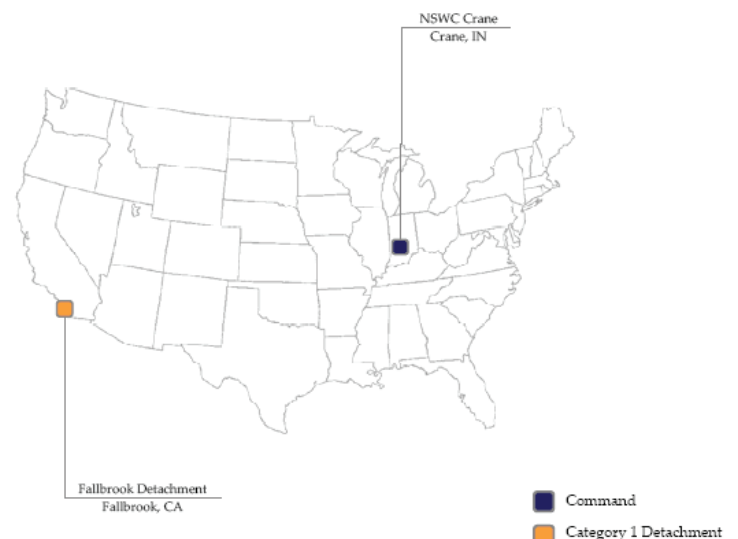 NSWC Crane
Crane, IN
Fallbrook Detachment
Fallbrook, CA
Command
Category 1 Detachment